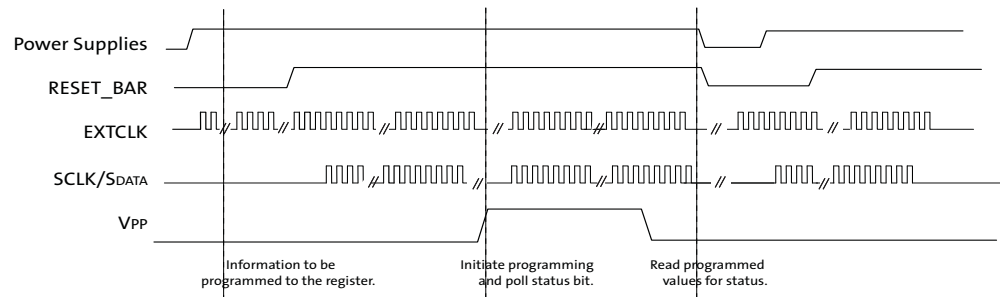 Power Supplies
RESET_BAR
EXTCLK
SCLK/SDATA
VPP
Information to be
programmed to the register.
Initiate programming
and poll status bit.
Read programmed
values for status.